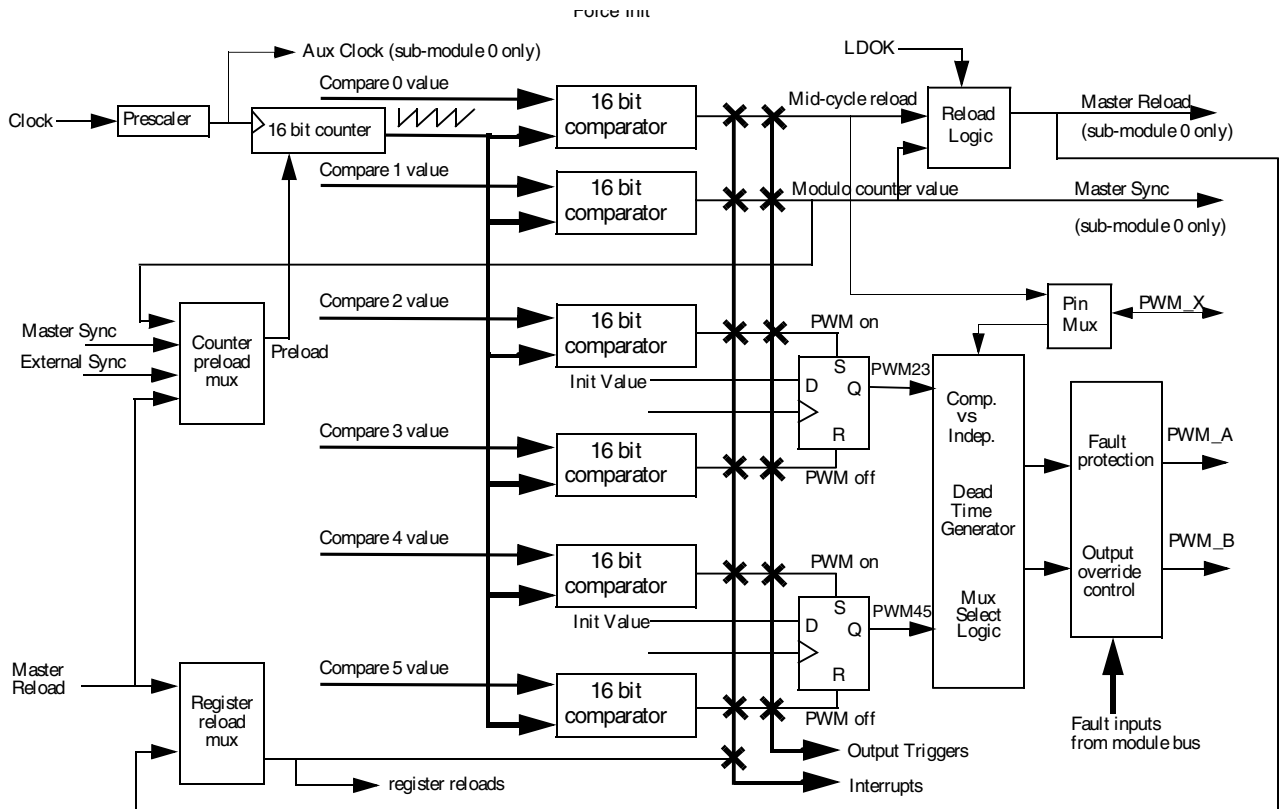 Force Init
Aux Clock (sub-module 0 only)
LDOK
Compare 0 value
Clock
Prescaler
16 bit counter
16 bit
comparator
Mid-cycle reload
Reload
Logic
Master Reload
(sub-module 0 only)
Compare 1 value
16 bit
comparator
Modulo counter value
Master Sync
(sub-module 0 only)
Compare 2 value
Master Sync
External Sync
Counter
preload
mux
Preload
16 bit
comparator
PWM on
Pin
Mux
PWM_X
Init Value
D
S
Q
R
PWM23
Compare 3 value
16 bit
comparator
PWM off
Comp.
vs
Indep.
Dead
Time
Generator
Mux
Select
Logic
Fault
protection
Output
override
control
PWM_A
PWM_B
Compare 4 value
16 bit
comparator
PWM on
Init Value
D
S
Q
R
PWM45
Master
Reload
Compare 5 value
Register
reload
mux
16 bit
comparator
PWM off
Fault inputs
from module bus
Output Triggers
register reloads
Interrupts